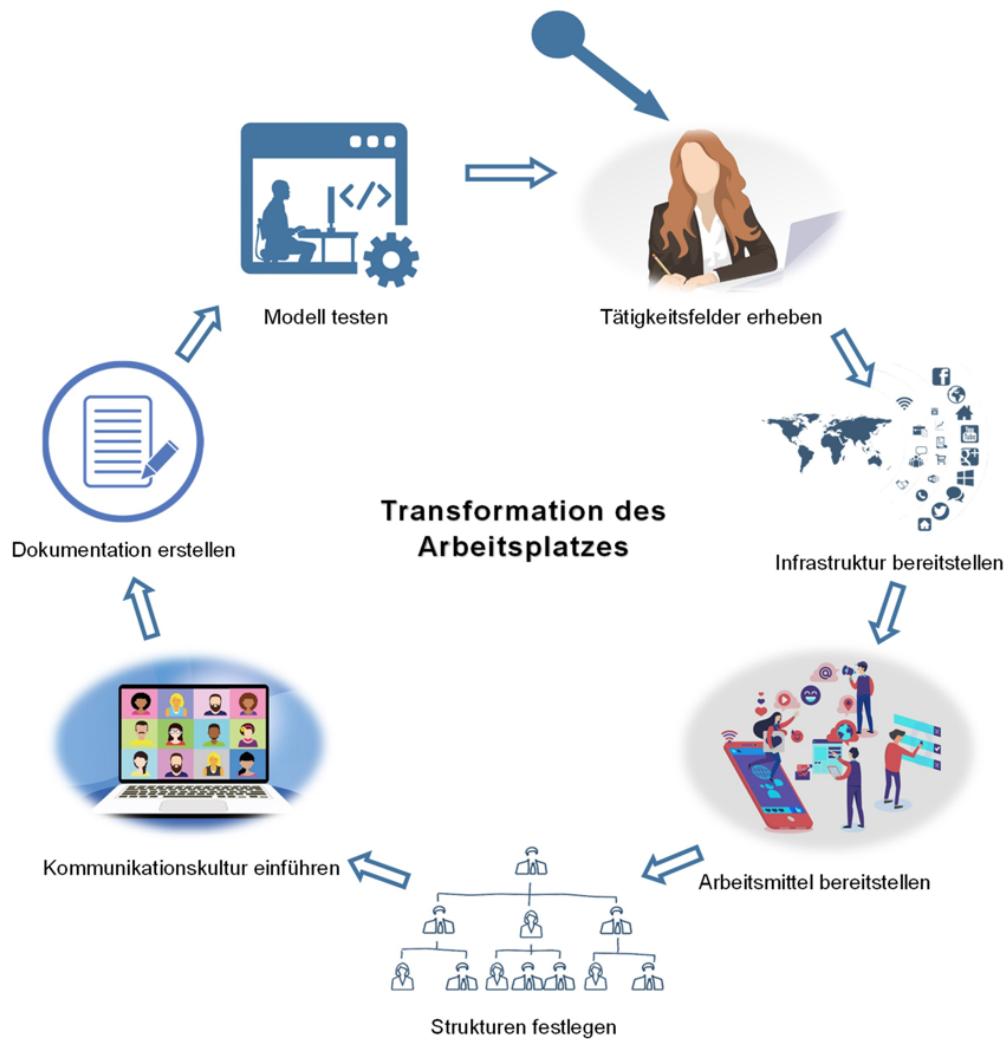 Modell testen
Tätigkeitsfelder erheben
Transformation des
Arbeitsplatzes
Dokumentation erstellen
Infrastruktur bereitstellen
Kommunikationskultur einführen
Arbeitsmittel bereitstellen
Strukturen festlegen